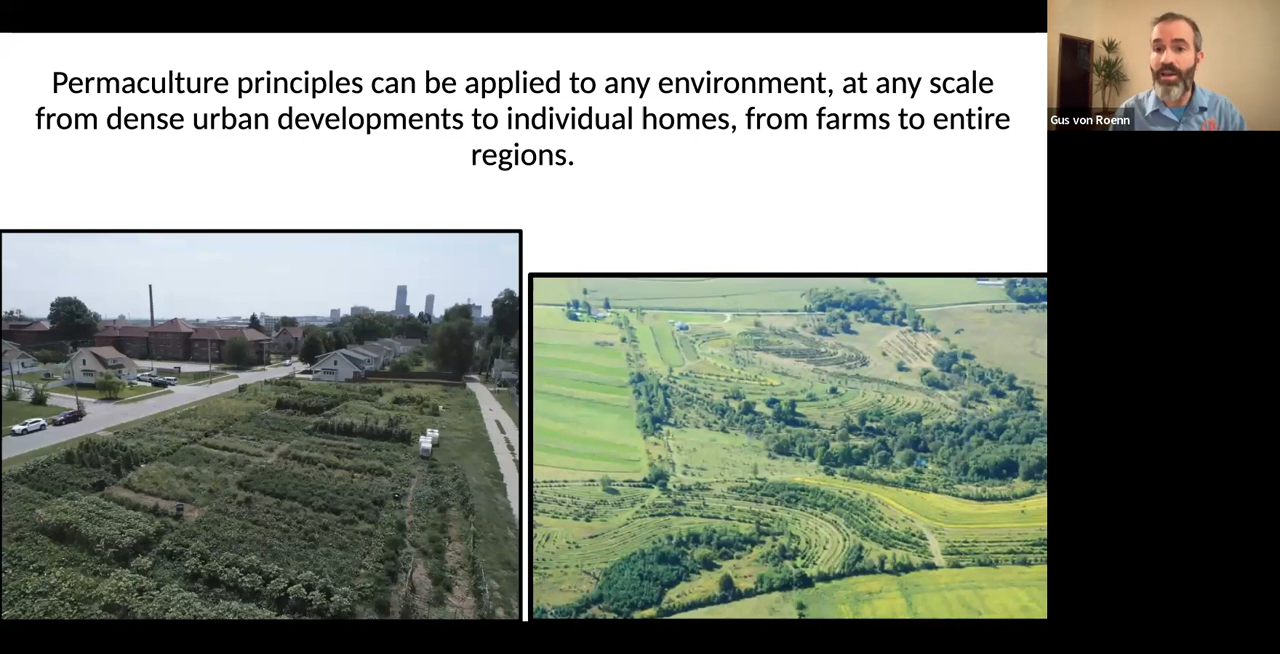 Permaculture principles can be applied to any environment, at any scale
from dense urban developments to individual homes, from farms to entire
regions.
Gus von Roenn